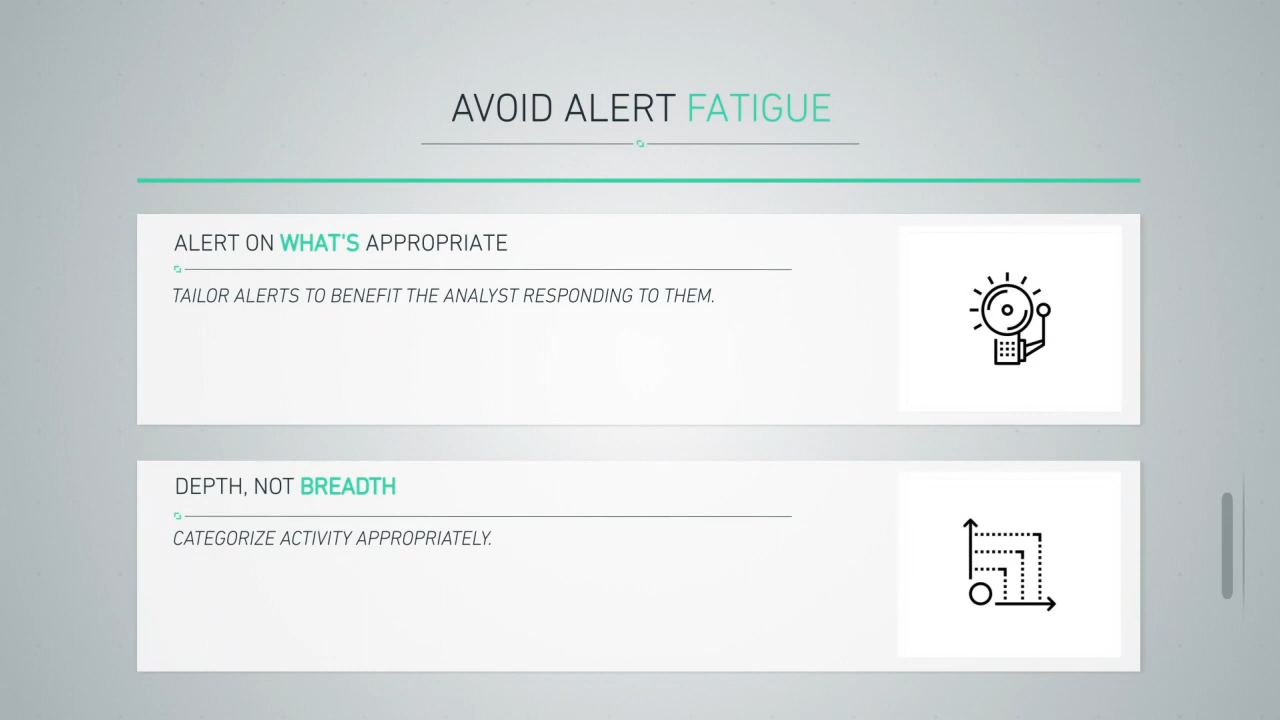 AVOID ALERT FATIGUE
ALERT ON WHAT'S APPROPRIATE
TAILOR ALERTS TO BENEFIT THE ANALYST RESPONDING TO THEM.
DEPTH, NOT BREADTH
CATEGORIZE ACTIVITY APPROPRIATELY.